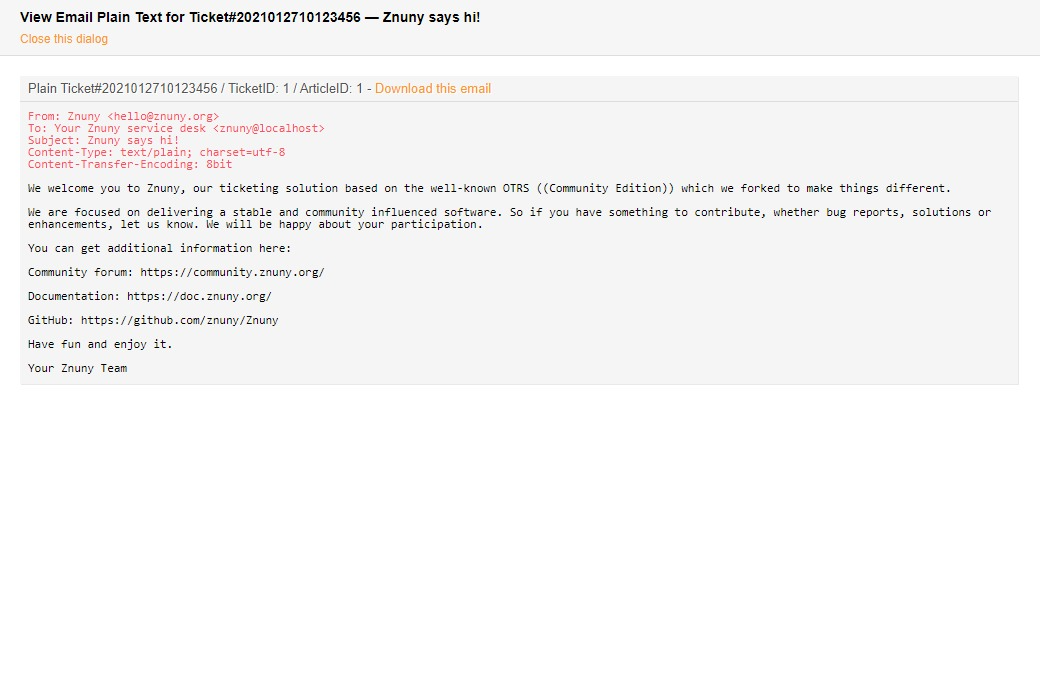 View Email Plain Text for Ticket#2021012710123456 — Znuny says hi!
Close this dialog
Plain Ticket#2021012710123456 / TicketID: 1 / ArticleID: 1 - Download this email
From: Znuny <hello@znuny.org>
To: Your Znuny service desk <znuny@localhost>
Subject: Znuny says hi!
Content-Type: text/plain; charset=utf-8
Content-Transfer-Encoding: 8bit
We welcome you to Znuny, our ticketing solution based on the well-known OTRS ((Community Edition)) which we forked to make things different.
We are focused on delivering a stable and community influenced software. So if you have something to contribute, whether bug reports, solutions or
enhancements, let us know. We will be happy about your participation.
You can get additional information here:
Community forum: https://community.znuny.org/
Documentation: https://doc.znuny.org/
GitHub: https://github.com/znuny/Znuny
Have fun and enjoy it.
Your Znuny Team